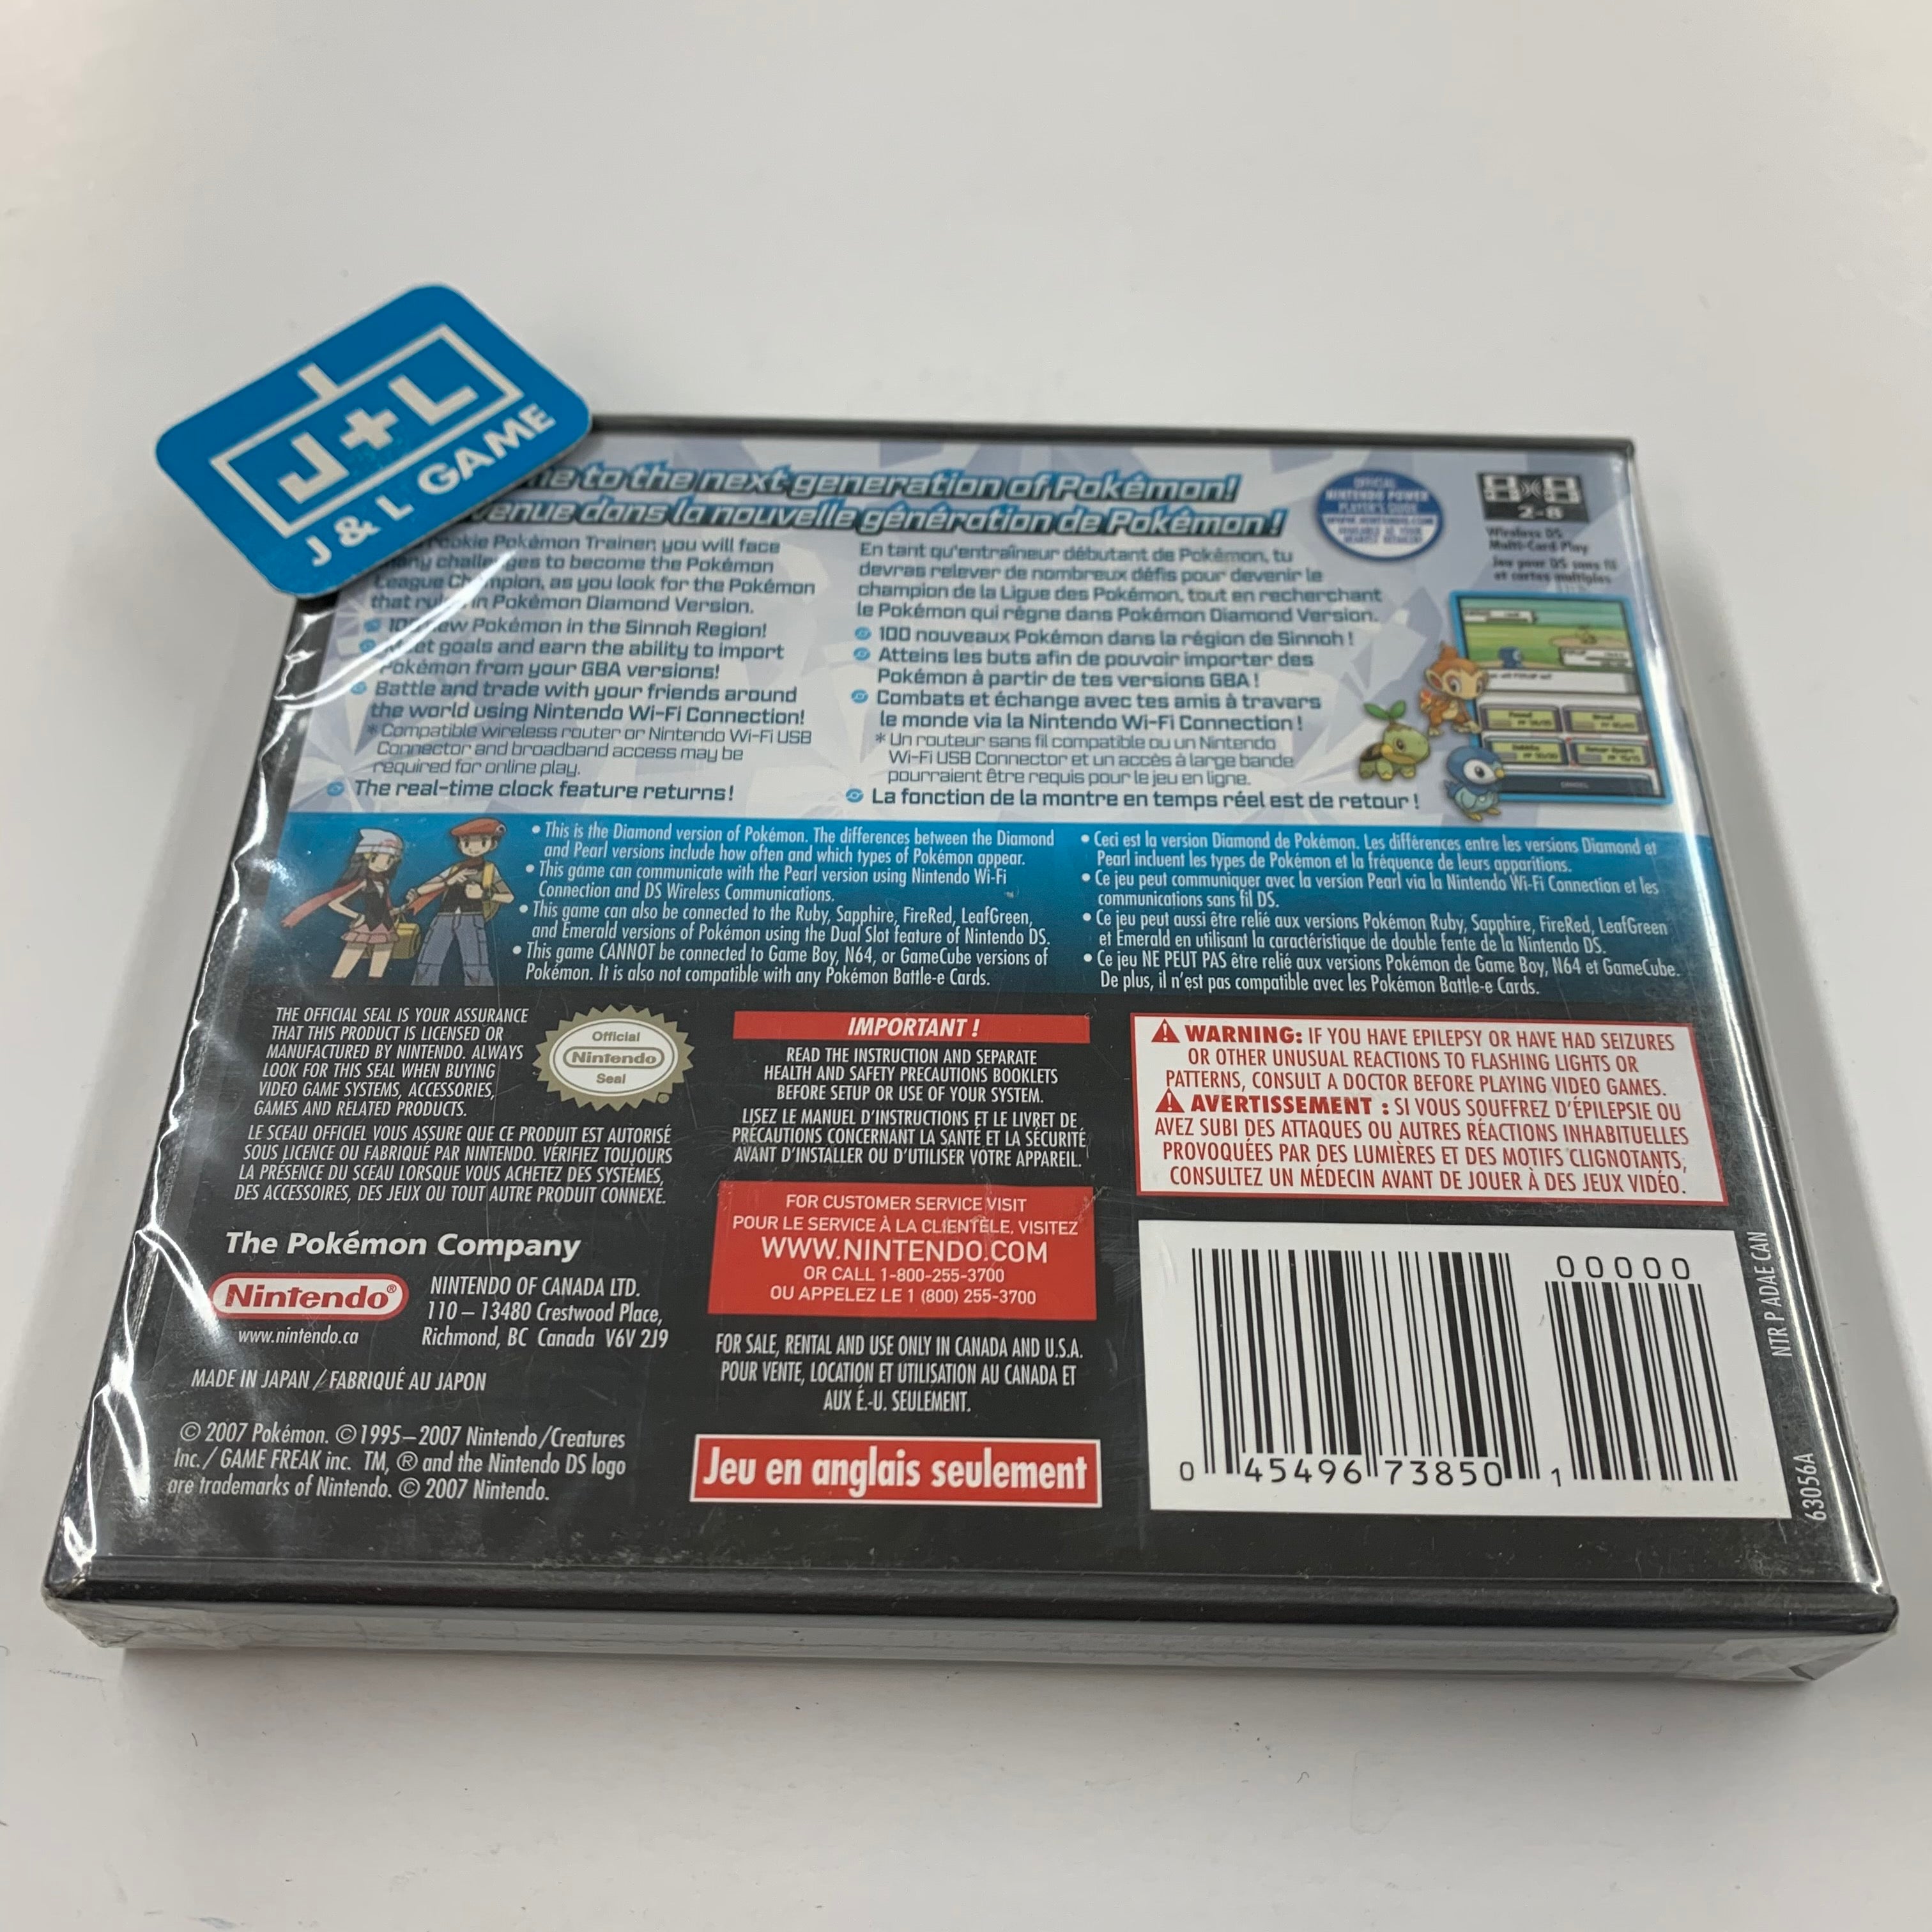 J+L
J & L GAME
to the next generation of Pokémon!
dans la nouvelle génération de Pokémon !
Pokémon Trainer, you will face
challenges to become the Pokémon
League Champion, as you look for the Pokémon
that in Pokémon Diamond Version.
Pokémon in the Sinnoh Region!
goals and earn the ability to import
Pokémon from your GBA versions!
Battle and trade with your friends around
the world using Nintendo Wi-Fi Connection!
* Compatible wireless router or Nintendo Wi-Fi USB
Connector and broadband access may be
required for online play.
The real-time clock feature returns!
En tant qu'entraîneur débutant de Pokémon, tu
devras relever de nombreux défis pour devenir le
champion de la Ligue des Pokémon, tout en recherchant
le Pokémon qui règne dans Pokémon Diamond Version.
100 nouveaux Pokémon dans la région de Sinnoh !
Atteins les buts afin de pouvoir importer des
Pokémon à partir de tes versions GBA !
Combats et échange avec tes amis à travers
le monde via la Nintendo Wi-Fi Connection !
* Un routeur sans fil compatible ou un Nintendo
Wi-Fi USB Connector et un accès à large bande
pourraient être requis pour le jeu en ligne.
La fonction de la montre en temps réel est de retour !
OFFICIAL
NINTENDO POWER
PLAYER'S GUIDE
2-8
Wireless DS
Multi-Card Play
Jeu pour DS sans fil
et cartes multiples
• This is the Diamond version of Pokémon. The differences between the Diamond
and Pearl versions include how often and which types of Pokémon appear.
• This game can communicate with the Pearl version using Nintendo Wi-Fi
Connection and DS Wireless Communications.
• This game can also be connected to the Ruby, Sapphire, FireRed, LeafGreen,
and Emerald versions of Pokémon using the Dual Slot feature of Nintendo DS.
• This game CANNOT be connected to Game Boy, N64, or GameCube versions of
Pokémon. It is also not compatible with any Pokémon Battle-e Cards.
• Ceci est la version Diamond de Pokémon. Les différences entre les versions Diamond et
Pearl incluent les types de Pokémon et la fréquence de leurs apparitions.
• Ce jeu peut communiquer avec la version Pearl via la Nintendo Wi-Fi Connection et les
communications sans fil DS.
• Ce jeu peut aussi être relié aux versions Pokémon Ruby, Sapphire, FireRed, LeafGreen
et Emerald en utilisant la caractéristique de double fente de la Nintendo DS.
• Ce jeu NE PEUT PAS être relié aux versions Pokémon de Game Boy, N64 et GameCube.
De plus, il n'est pas compatible avec les Pokémon Battle-e Cards.
THE OFFICIAL SEAL IS YOUR ASSURANCE
THAT THIS PRODUCT IS LICENSED OR
MANUFACTURED BY NINTENDO. ALWAYS
LOOK FOR THIS SEAL WHEN BUYING
VIDEO GAME SYSTEMS, ACCESSORIES,
GAMES AND RELATED PRODUCTS.
Official
Nintendo
Seal
LE SCEAU OFFICIEL VOUS ASSURE QUE CE PRODUIT EST AUTORISÉ
SOUS LICENCE OU FABRIQUÉ PAR NINTENDO. VÉRIFIEZ TOUJOURS
LA PRÉSENCE DU SCEAU LORSQUE VOUS ACHETEZ DES SYSTÈMES,
DES ACCESSOIRES, DES JEUX OU TOUT AUTRE PRODUIT CONNEXE.
The Pokémon Company
Nintendo®
www.nintendo.ca
NINTENDO OF CANADA LTD.
110 – 13480 Crestwood Place,
Richmond, BC Canada V6V 2J9
MADE IN JAPAN / FABRIQUÉ AU JAPON
© 2007 Pokémon. © 1995–2007 Nintendo/Creatures
Inc. / GAME FREAK inc. TM, ® and the Nintendo DS logo
are trademarks of Nintendo. © 2007 Nintendo.
IMPORTANT !
READ THE INSTRUCTION AND SEPARATE
HEALTH AND SAFETY PRECAUTIONS BOOKLETS
BEFORE SETUP OR USE OF YOUR SYSTEM.
LISEZ LE MANUEL D'INSTRUCTIONS ET LE LIVRET DE
PRÉCAUTIONS CONCERNANT LA SANTÉ ET LA SÉCURITÉ
AVANT D'INSTALLER OU D'UTILISER VOTRE APPAREIL.
FOR CUSTOMER SERVICE VISIT
POUR LE SERVICE À LA CLIENTÈLE, VISITEZ
WWW.NINTENDO.COM
OR CALL 1-800-255-3700
OU APPELEZ LE 1 (800) 255-3700
FOR SALE, RENTAL AND USE ONLY IN CANADA AND U.S.A.
POUR VENTE, LOCATION ET UTILISATION AU CANADA ET
AUX É.-U. SEULEMENT.
Jeu en anglais seulement
WARNING: IF YOU HAVE EPILEPSY OR HAVE HAD SEIZURES
OR OTHER UNUSUAL REACTIONS TO FLASHING LIGHTS OR
PATTERNS, CONSULT A DOCTOR BEFORE PLAYING VIDEO GAMES.
AVERTISSEMENT : SI VOUS SOUFFREZ D'ÉPILEPSIE OU
AVEZ SUBI DES ATTAQUES OU AUTRES RÉACTIONS INHABITUELLES
PROVOQUÉES PAR DES LUMIÈRES ET DES MOTIFS CLIGNOTANTS,
CONSULTEZ UN MÉDECIN AVANT DE JOUER À DES JEUX VIDÉO.
00000
0 45496 73850 1
NTR P ADAE CAN
63056A